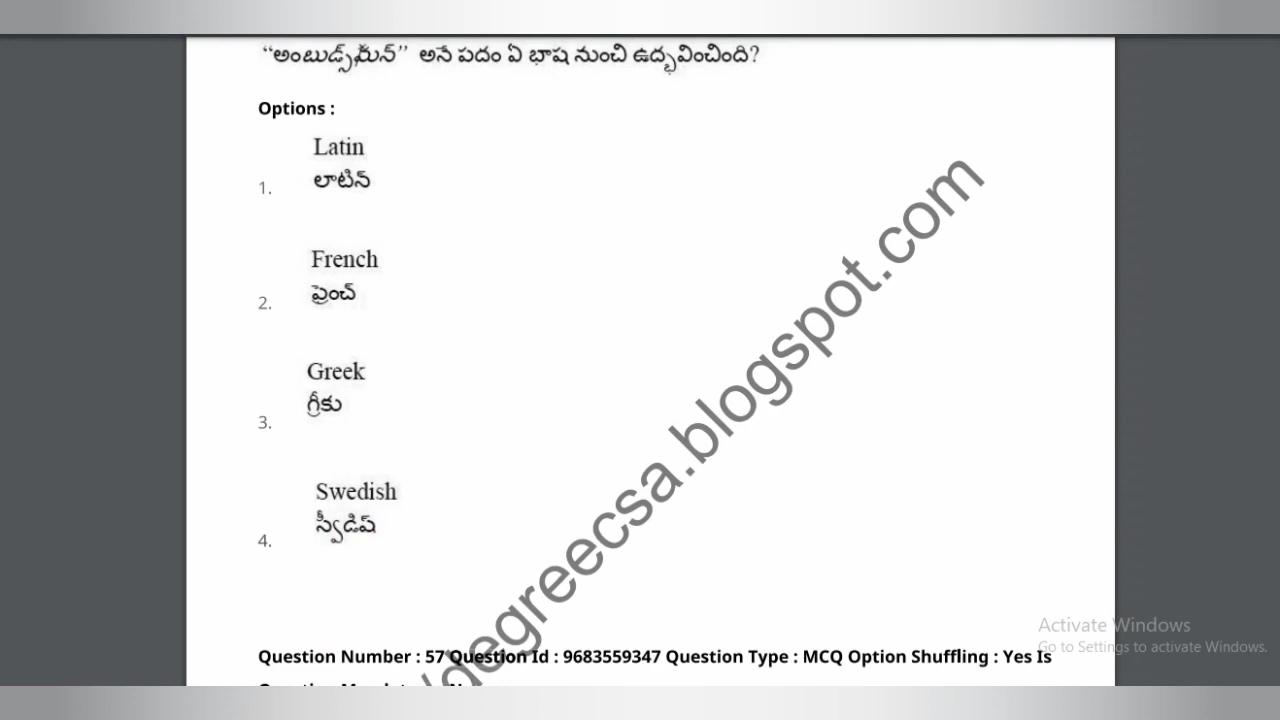 “అంబుడ్స్‌మన్” అనే పదం ఏ భాష నుంచి ఉద్భవించింది?
Options :
Latin
1. లాటిన్
French
2. ఫ్రెంచ్
Greek
గ్రీకు
3.
Swedish
స్వీడిష్
4.
degreecsa.blogspot.com
Activate Windows
Go to Settings to activate Windows.
Question Number : 57 Question Id : 9683559347 Question Type : MCQ Option Shuffling : Yes Is